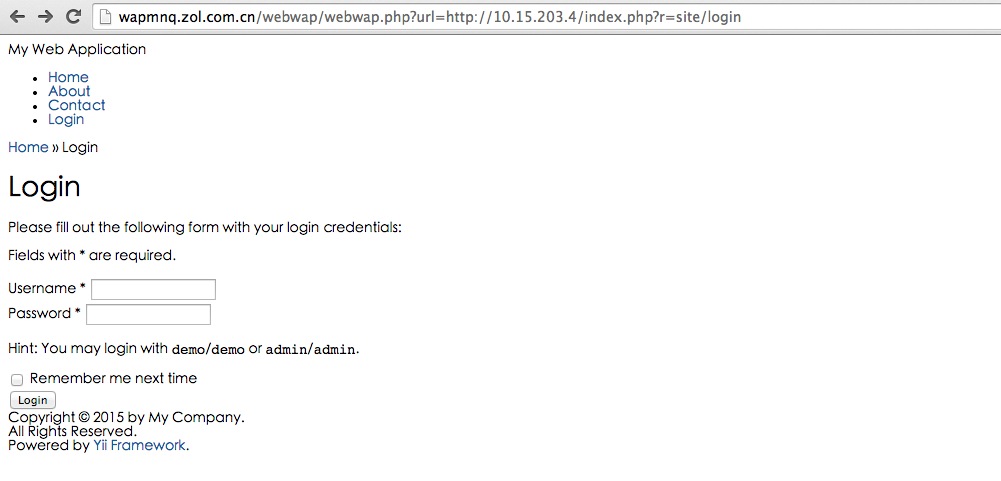 wapmnq.zol.com.cn/webwap/webwap.php?url=http://10.15.203.4/index.php?r=site/login
My Web Application
Home
About
Contact
Login
Home » Login
Login
Please fill out the following form with your login credentials:
Fields with * are required.
Username *
Password *
Hint: You may login with demo/demo or admin/admin.
Remember me next time
Login
Copyright © 2015 by My Company.
All Rights Reserved.
Powered by Yii Framework.